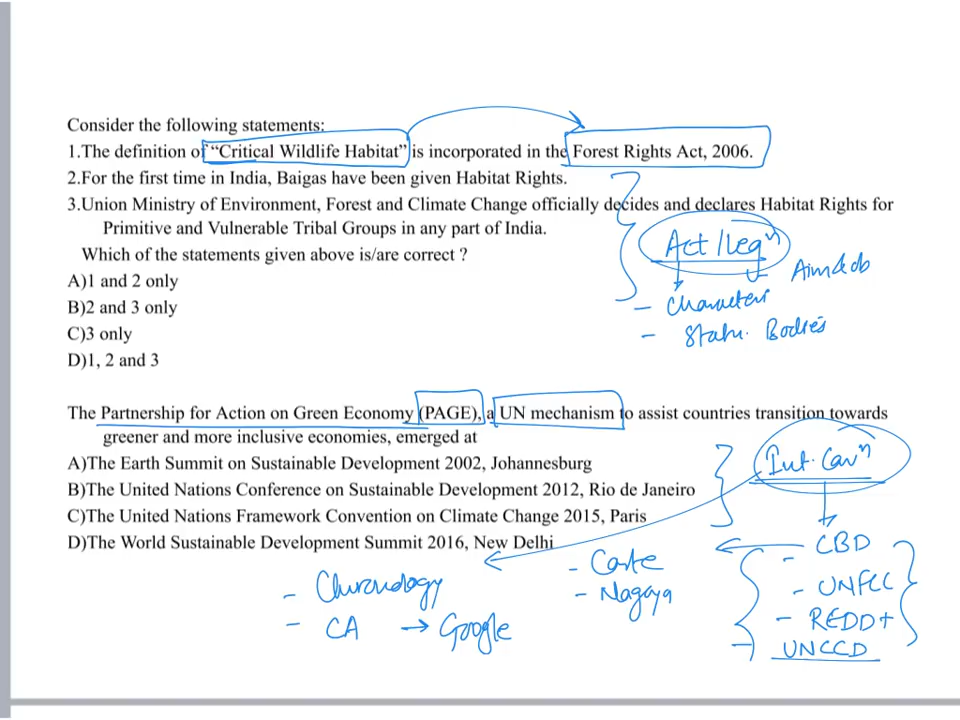 Consider the following statements:
1.The definition of “Critical Wildlife Habitat” is incorporated in the Forest Rights Act, 2006.
2.For the first time in India, Baigas have been given Habitat Rights.
3.Union Ministry of Environment, Forest and Climate Change officially decides and declares Habitat Rights for
Primitive and Vulnerable Tribal Groups in any part of India.
Which of the statements given above is/are correct ?
A)1 and 2 only
B)2 and 3 only
C)3 only
D)1, 2 and 3
Act/Legn
Aim & ob
- Characters
- Statu. Bodies
The Partnership for Action on Green Economy (PAGE), a UN mechanism to assist countries transition towards
greener and more inclusive economies, emerged at
A)The Earth Summit on Sustainable Development 2002, Johannesburg
B)The United Nations Conference on Sustainable Development 2012, Rio de Janeiro
C)The United Nations Framework Convention on Climate Change 2015, Paris
D)The World Sustainable Development Summit 2016, New Delhi
Int. Conn
- CBD
- UNFCC
- REDD+
- UNCCD
- Nagoya
- Chronology
- CA → Google